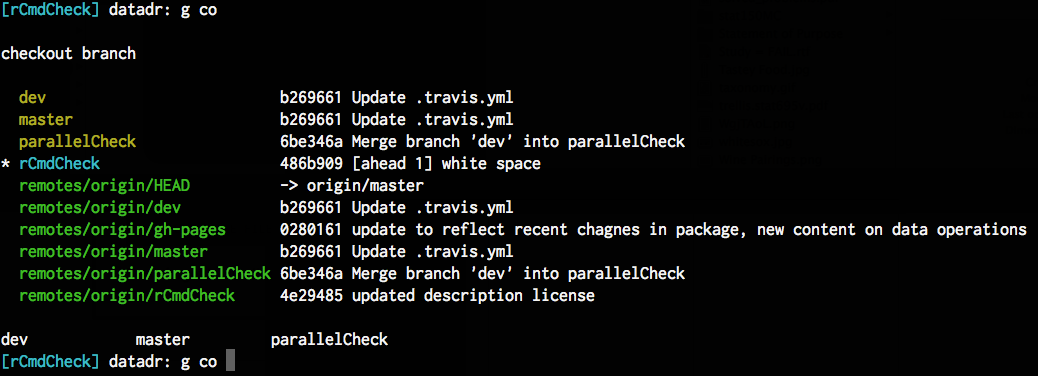 [rCmdCheck] datadr: g co
checkout branch
dev b269661 Update .travis.yml
master b269661 Update .travis.yml
parallelCheck 6be346a Merge branch 'dev' into parallelCheck
* rCmdCheck 486b909 [ahead 1] white space
remotes/origin/HEAD -> origin/master
remotes/origin/dev b269661 Update .travis.yml
remotes/origin/gh-pages 0280161 update to reflect recent chagnes in package, new content on data operations
remotes/origin/master b269661 Update .travis.yml
remotes/origin/parallelCheck 6be346a Merge branch 'dev' into parallelCheck
remotes/origin/rCmdCheck 4e29485 updated description license
dev master parallelCheck
[rCmdCheck] datadr: g co